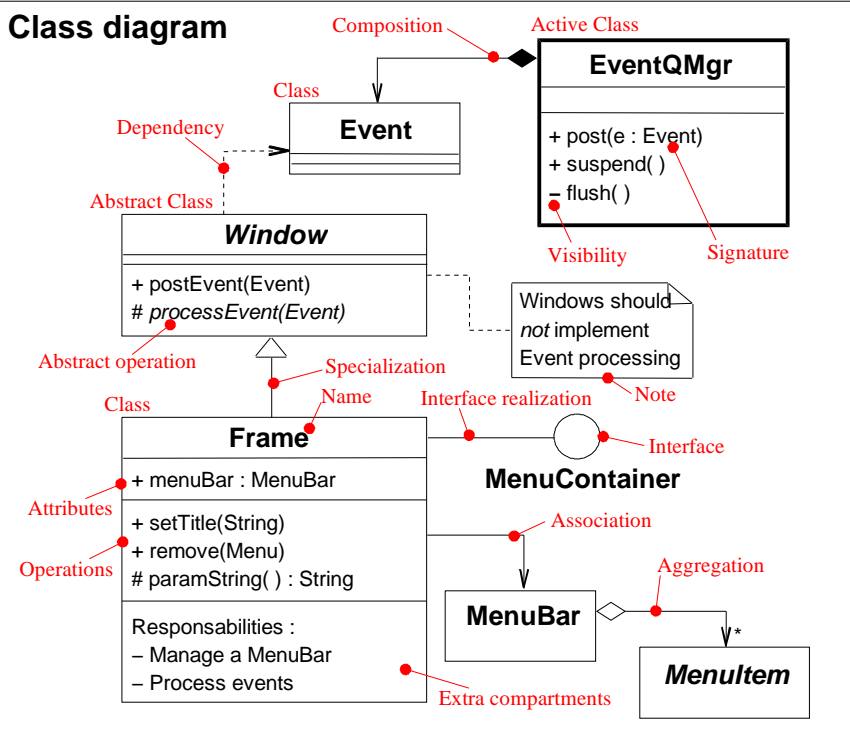 Class diagram
Composition
Active Class
EventQMgr
+ post(e : Event)
+ suspend( )
– flush( )
Visibility
Signature
Class
Event
Dependency
Abstract Class
Window
+ postEvent(Event)
# processEvent(Event)
Abstract operation
Windows should
not implement
Event processing
Note
Specialization
Class
Name
Frame
+ menuBar : MenuBar
Attributes
+ setTitle(String)
+ remove(Menu)
# paramString( ) : String
Operations
Responsabilities :
– Manage a MenuBar
– Process events
Extra compartments
Interface realization
Interface
MenuContainer
Association
MenuBar
Aggregation
*
MenuItem